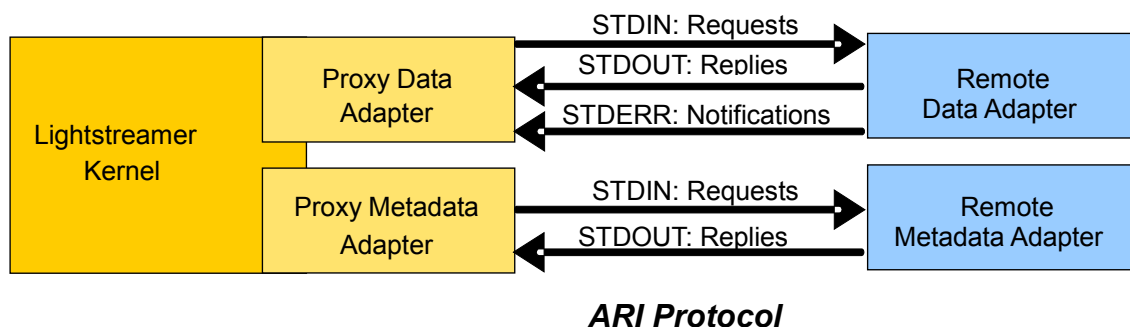 STDIN: Requests
STDOUT: Replies
STDERR: Notifications
Proxy Data
Adapter
Remote
Data Adapter
Lightstreamer
Kernel
STDIN: Requests
STDOUT: Replies
Proxy Metadata
Adapter
Remote
Metadata Adapter
ARI Protocol